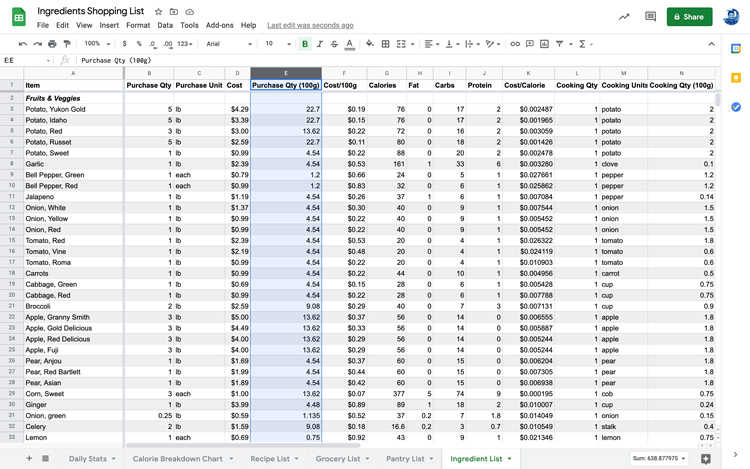 Ingredients Shopping List
File Edit View Insert Format Data Tools Add-ons Help Last edit was seconds ago
Share
100% $ % .0 .00 123 Arial 10 B I S A
E:E fx Purchase Qty (100g)
A B C D E F G H I J K L M N
1 Item Purchase Qty Purchase Unit Cost Purchase Qty (100g) Cost/100g Calories Fat Carbs Protein Cost/Calorie Cooking Qty Cooking Units Cooking Qty (100g)
2 Fruits & Veggies
3 Potato, Yukon Gold 5 lb $4.29 22.7 $0.19 76 0 17 2 $0.002487 1 potato 2
4 Potato, Idaho 5 lb $3.39 22.7 $0.15 76 0 17 2 $0.001965 1 potato 2
5 Potato, Red 3 lb $3.00 13.62 $0.22 72 0 16 2 $0.003059 1 potato 2
6 Potato, Russet 5 lb $2.59 22.7 $0.11 80 0 18 2 $0.001426 1 potato 2
7 Potato, Sweet 1 lb $0.99 4.54 $0.22 88 0 20 2 $0.002478 1 potato 2
8 Garlic 1 lb $2.39 4.54 $0.53 161 1 33 6 $0.003280 1 clove 0.1
9 Bell Pepper, Green 1 each $0.79 1.2 $0.66 24 0 5 1 $0.027661 1 pepper 1.2
10 Bell Pepper, Red 1 each $0.99 1.2 $0.83 32 0 6 1 $0.025862 1 pepper 1.2
11 Jalapeno 1 lb $1.19 4.54 $0.26 37 1 6 1 $0.007084 1 pepper 0.14
12 Onion, White 1 lb $1.37 4.54 $0.30 40 0 9 1 $0.007544 1 onion 1.5
13 Onion, Yellow 1 lb $0.99 4.54 $0.22 40 0 9 1 $0.005452 1 onion 1.5
14 Onion, Red 1 lb $0.99 4.54 $0.22 40 0 9 1 $0.005452 1 onion 1.5
15 Tomato, Red 1 lb $2.39 4.54 $0.53 20 0 4 1 $0.026322 1 tomato 1.8
16 Tomato, Vine 1 lb $2.19 4.54 $0.48 20 0 4 1 $0.024119 1 tomato 0.6
17 Tomato, Roma 1 lb $0.99 4.54 $0.22 20 0 4 1 $0.010903 1 tomato 0.6
18 Carrots 1 lb $0.99 4.54 $0.22 44 0 10 1 $0.004956 1 carrot 0.5
19 Cabbage, Green 1 lb $0.69 4.54 $0.15 28 0 6 1 $0.005428 1 cup 0.75
20 Cabbage, Red 1 lb $0.99 4.54 $0.22 28 0 6 1 $0.007788 1 cup 0.75
21 Broccoli 2 lb $2.59 9.08 $0.29 40 0 7 3 $0.007131 1 cup 0.9
22 Apple, Granny Smith 3 lb $5.00 13.62 $0.37 56 0 14 0 $0.006555 1 apple 1.8
23 Apple, Gold Delicious 3 lb $4.49 13.62 $0.33 56 0 14 0 $0.005887 1 apple 1.8
24 Apple, Red Delicious 3 lb $4.00 13.62 $0.29 56 0 14 0 $0.005244 1 apple 1.8
25 Apple, Fuji 3 lb $4.00 13.62 $0.29 56 0 14 0 $0.005244 1 apple 1.8
26 Pear, Anjou 1 lb $1.69 4.54 $0.37 60 0 15 0 $0.006204 1 pear 1.8
27 Pear, Red Bartlett 1 lb $1.99 4.54 $0.44 60 0 15 0 $0.007305 1 pear 1.8
28 Pear, Asian 1 lb $1.89 4.54 $0.42 60 0 15 0 $0.006938 1 pear 1.8
29 Corn, Sweet 3 each $1.00 13.62 $0.07 377 5 74 9 $0.000195 1 cob 0.75
30 Ginger 1 lb $3.99 4.48 $0.89 89 1 18 2 $0.010007 1 cup 0.24
31 Onion, green 0.25 lb $0.59 1.135 $0.52 37 0.2 7 1.8 $0.014049 1 onion 0.15
32 Celery 2 lb $1.59 9.08 $0.18 16.6 0.2 3 0.7 $0.010549 1 stalk 0.4
33 Lemon 1 each $0.69 0.75 $0.92 43 0 9 1 $0.021346 1 lemon 0.75
Daily Stats Calorie Breakdown Chart Recipe List Grocery List Pantry List Ingredient List Sum: 638.877975